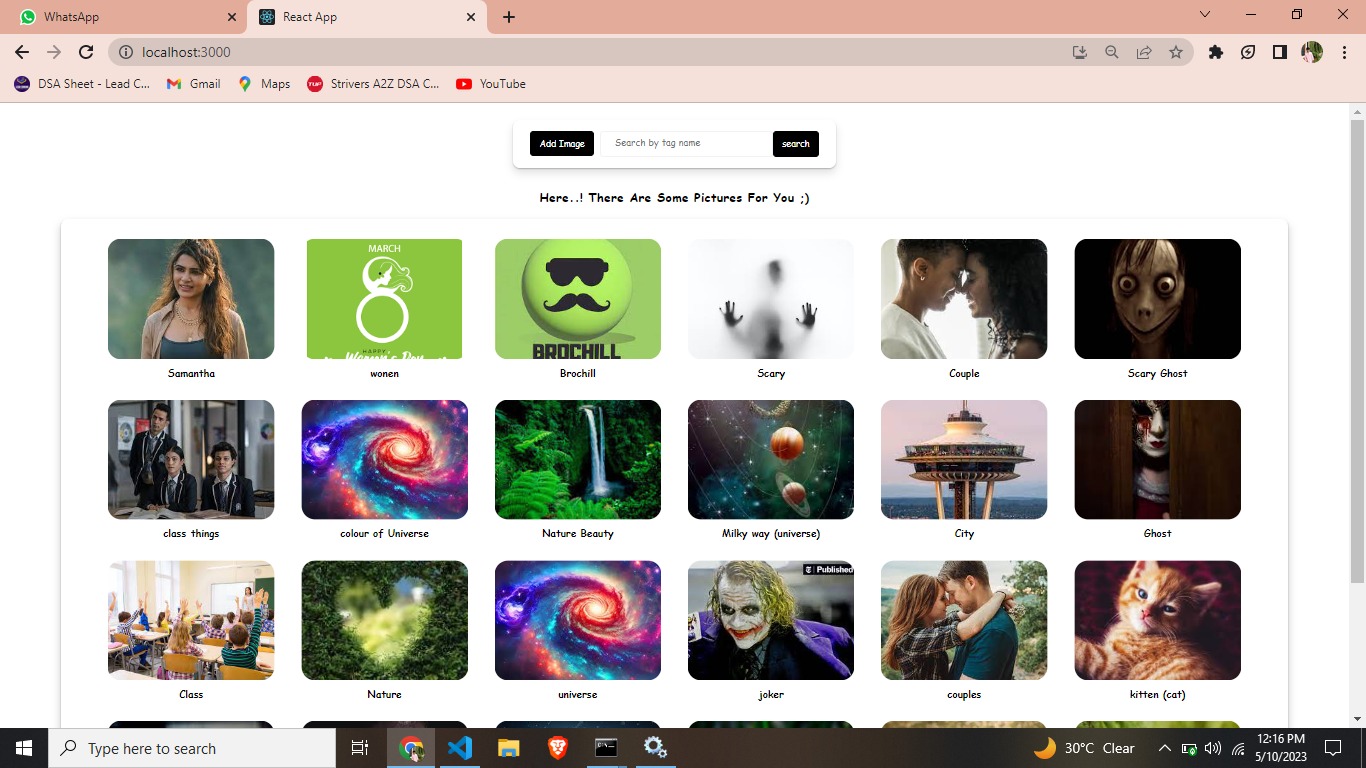 WhatsApp
React App
localhost:3000
DSA Sheet - Lead C...
Gmail
Maps
Strivers A2Z DSA C...
YouTube
Add Image
Search by tag name
search
Here..! There Are Some Pictures For You ;)
MARCH
8
HAPPY
Women's Day
BROCHILL
Samantha
wonen
Brochill
Scary
Couple
Scary Ghost
class things
colour of Universe
Nature Beauty
Milky way (universe)
City
Ghost
Published
Class
Nature
universe
joker
couples
kitten (cat)
Type here to search
30°C Clear
12:16 PM
5/10/2023